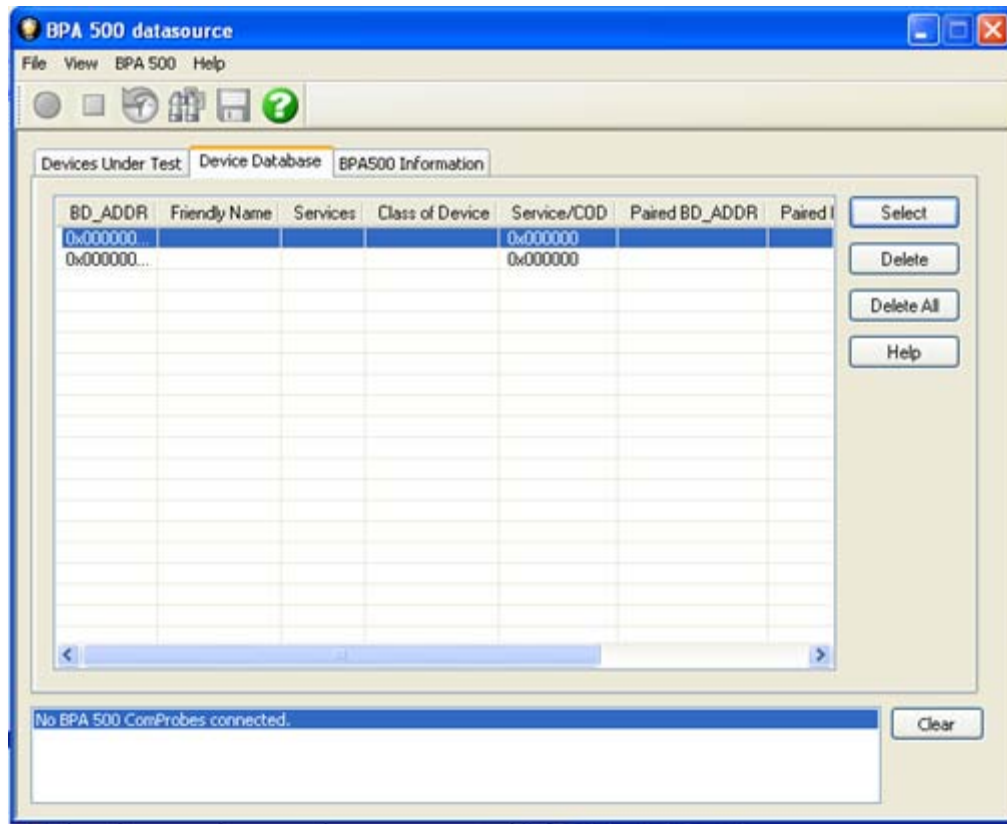 BPA 500 datasource
File View BPA 500 Help
Devices Under Test Device Database BPA500 Information
BD_ADDR Friendly Name Services Class of Device Service/COD Paired BD_ADDR Paired
0x000000... 0x000000
0x000000... 0x000000
Select
Delete
Delete All
Help
No BPA 500 ComProbes connected.
Clear